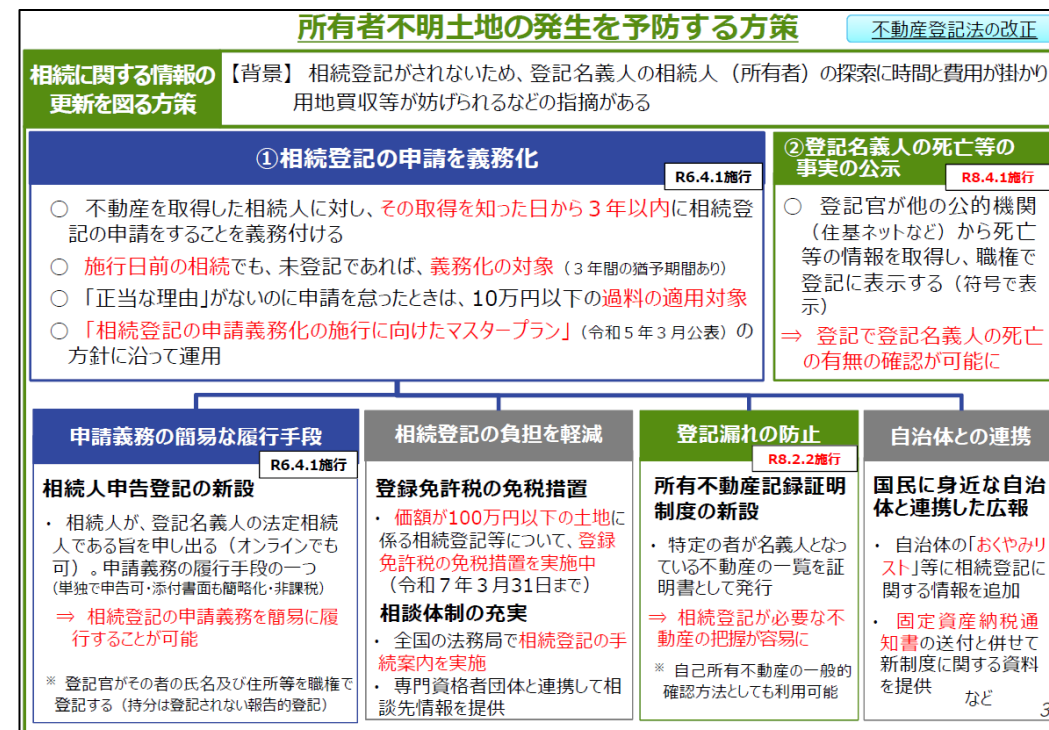 所有者不明土地の発生を予防する方策
不動産登記法の改正
相続に関する情報の
更新を図る方策
【背景】 相続登記がされないため、登記名義人の相続人（所有者）の探索に時間と費用が掛かり
用地買収等が妨げられるなどの指摘がある
①相続登記の申請を義務化
R6.4.1施行
○ 不動産を取得した相続人に対し、その取得を知った日から３年以内に相続登
記の申請をすることを義務付ける
○ 施行日前の相続でも、未登記であれば、義務化の対象（３年間の猶予期間あり）
○ 「正当な理由」がないのに申請を怠ったときは、10万円以下の過料の適用対象
○ 「相続登記の申請義務化の施行に向けたマスタープラン」（令和５年３月公表）の
方針に沿って運用
②登記名義人の死亡等の
事実の公示
R8.4.1施行
○ 登記官が他の公的機関
（住基ネットなど）から死亡
等の情報を取得し、職権で
登記に表示する（符号で表
示）
⇒ 登記で登記名義人の死亡
の有無の確認が可能に
申請義務の簡易な履行手段
R6.4.1施行
相続人申告登記の新設
・ 相続人が、登記名義人の法定相続
人である旨を申し出る（オンラインでも
可）。申請義務の履行手段の一つ
（単独で申告可・添付書面も簡略化・非課税）
⇒ 相続登記の申請義務を簡易に履
行することが可能
※ 登記官がその者の氏名及び住所等を職権で
登記する（持分は登記されない報告的登記）
相続登記の負担を軽減
登録免許税の免税措置
・ 価額が100万円以下の土地に
係る相続登記等について、登録
免許税の免税措置を実施中
（令和７年３月31日まで）
相談体制の充実
・ 全国の法務局で相続登記の手
続案内を実施
・ 専門資格者団体と連携して相
談先情報を提供
登記漏れの防止
R8.2.2施行
所有不動産記録証明
制度の新設
・ 特定の者が名義人となっ
ている不動産の一覧を証
明書として発行
⇒ 相続登記が必要な不
動産の把握が容易に
※ 自己所有不動産の一般的
確認方法としても利用可能
自治体との連携
国民に身近な自治
体と連携した広報
・ 自治体の「おくやみリ
スト」等に相続登記に
関する情報を追加
・ 固定資産納税通
知書の送付と併せて
新制度に関する資料
を提供
など
3